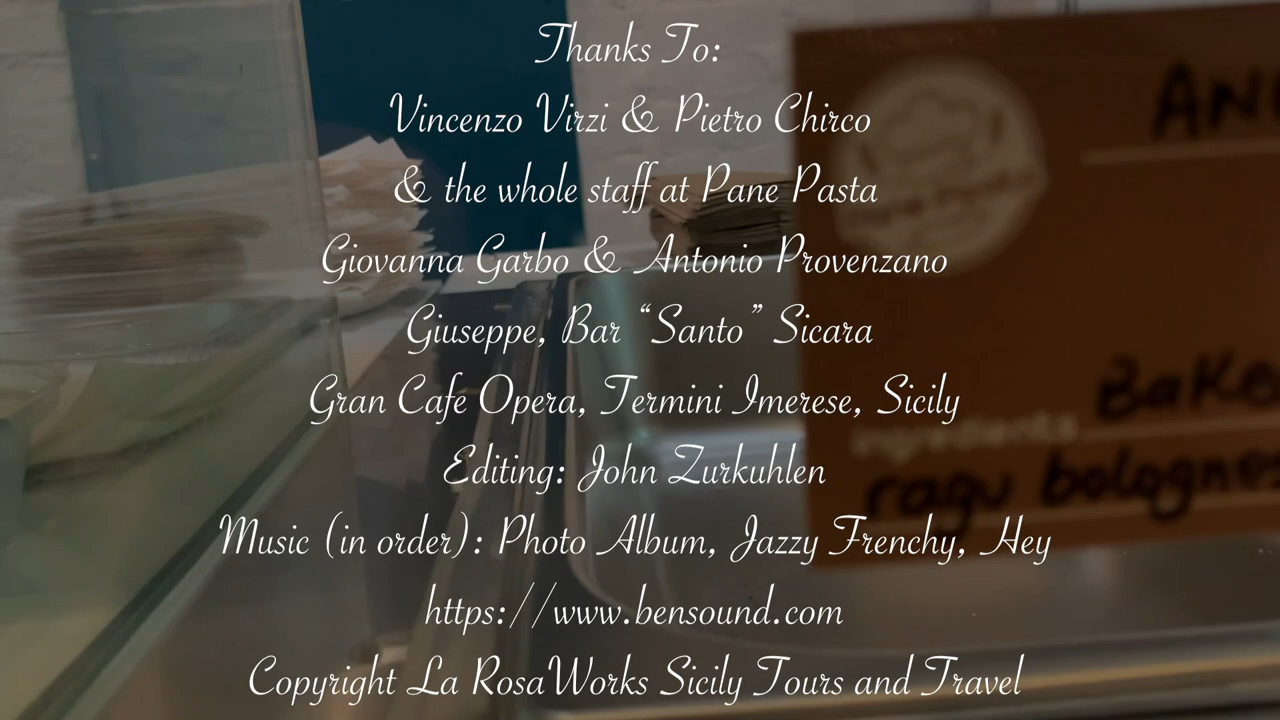 Thanks To:
Vincenzo Virzi & Pietro Chirco
& the whole staff at Pane Pasta
Giovanna Garbo & Antonio Provenzano
Giuseppe, Bar “Santo” Sicara
Gran Cafe Opera, Termini Imerese, Sicily
Editing: John Zurkuhlen
Music (in order): Photo Album, Jazzy Frenchy, Hey
https://www.bensound.com
Copyright La RosaWorks Sicily Tours and Travel
ingredients
ragu